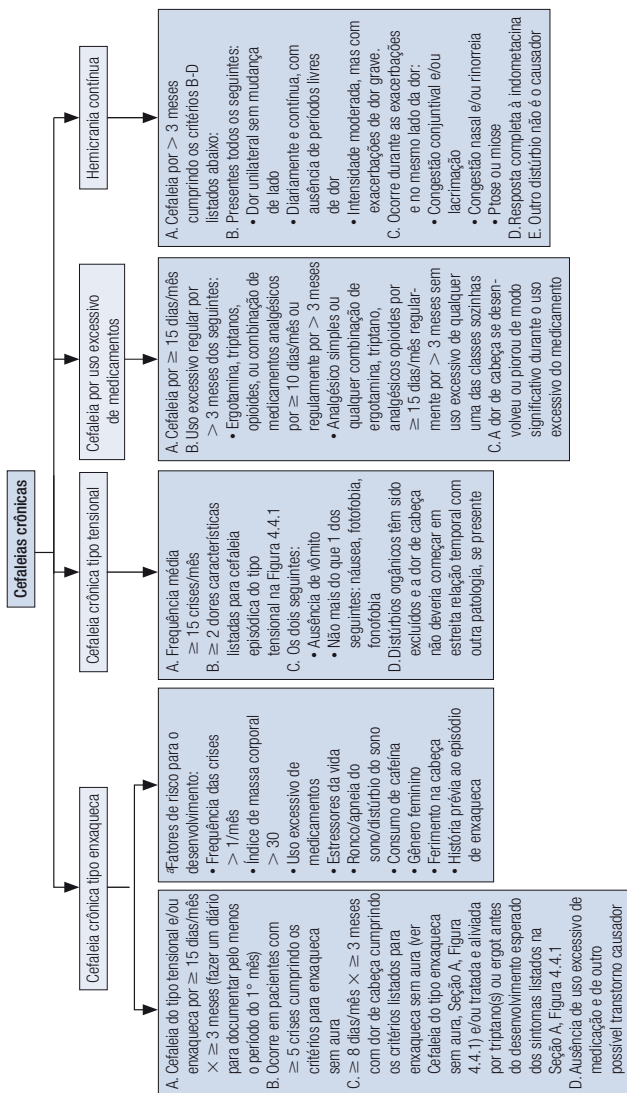 Cefaleias crônicas
Cefaleia crônica tipo enxaqueca
A. Cefaleia do tipo tensional e/ou
enxaqueca por ≥ 15 dias/mês
× ≥ 3 meses (fazer um diário
para documentar pelo menos
o período do 1° mês)
B. Ocorre em pacientes com
≥ 5 crises cumprindo os
critérios para enxaqueca
sem aura
C. ≥ 8 dias/mês × ≥ 3 meses
com dor de cabeça cumprindo
os critérios listados para
enxaqueca sem aura (ver
Cefaleia do tipo enxaqueca
sem aura, Seção A, Figura
4.4.1) e/ou tratada e aliviada
por triptano(s) ou ergot antes
do desenvolvimento esperado
dos sintomas listados na
Seção A, Figura 4.4.1
D. Ausência de uso excessivo de
medicação e de outro
possível transtorno causador
ᵃFatores de risco para o
desenvolvimento:
• Frequência das crises
> 1/mês
• Índice de massa corporal
> 30
• Uso excessivo de
medicamentos
• Estressores da vida
• Ronco/apneia do
sono/distúrbio do sono
• Consumo de cafeína
• Gênero feminino
• Ferimento na cabeça
• História prévia ao episódio
de enxaqueca
Cefaleia crônica tipo tensional
A. Frequência média
≥ 15 crises/mês
B. ≥ 2 dores características
listadas para cefaleia
episódica do tipo
tensional na Figura 4.4.1
C. Os dois seguintes:
• Ausência de vômito
• Não mais do que 1 dos
seguintes: náusea, fotofobia,
fonofobia
D. Distúrbios orgânicos têm sido
excluídos e a dor de cabeça
não deveria começar em
estreita relação temporal com
outra patologia, se presente
Cefaleia por uso excessivo
de medicamentos
A. Cefaleia por ≥ 15 dias/mês
B. Uso excessivo regular por
> 3 meses dos seguintes:
• Ergotamina, triptanos,
opioides, ou combinação de
medicamentos analgésicos
por ≥ 10 dias/mês ou
regularmente por > 3 meses
• Analgésico simples ou
qualquer combinação de
ergotamina, triptano,
analgésicos opioides por
≥ 15 dias/mês regular-
mente por > 3 meses sem
uso excessivo de qualquer
uma das classes sozinhas
C. A dor de cabeça se desen-
volveu ou piorou de modo
significativo durante o uso
excessivo do medicamento
Hemicrania contínua
A. Cefaleia por > 3 meses
cumprindo os critérios B-D
listados abaixo:
B. Presentes todos os seguintes:
• Dor unilateral sem mudança
de lado
• Diariamente e contínua, com
ausência de períodos livres
de dor
• Intensidade moderada, mas com
exacerbações de dor grave.
C. Ocorre durante as exacerbações
e no mesmo lado da dor:
• Congestão conjuntival e/ou
lacrimação
• Congestão nasal e/ou rinorreia
• Ptose ou miose
D. Resposta completa à indometacina
E. Outro distúrbio não é o causador